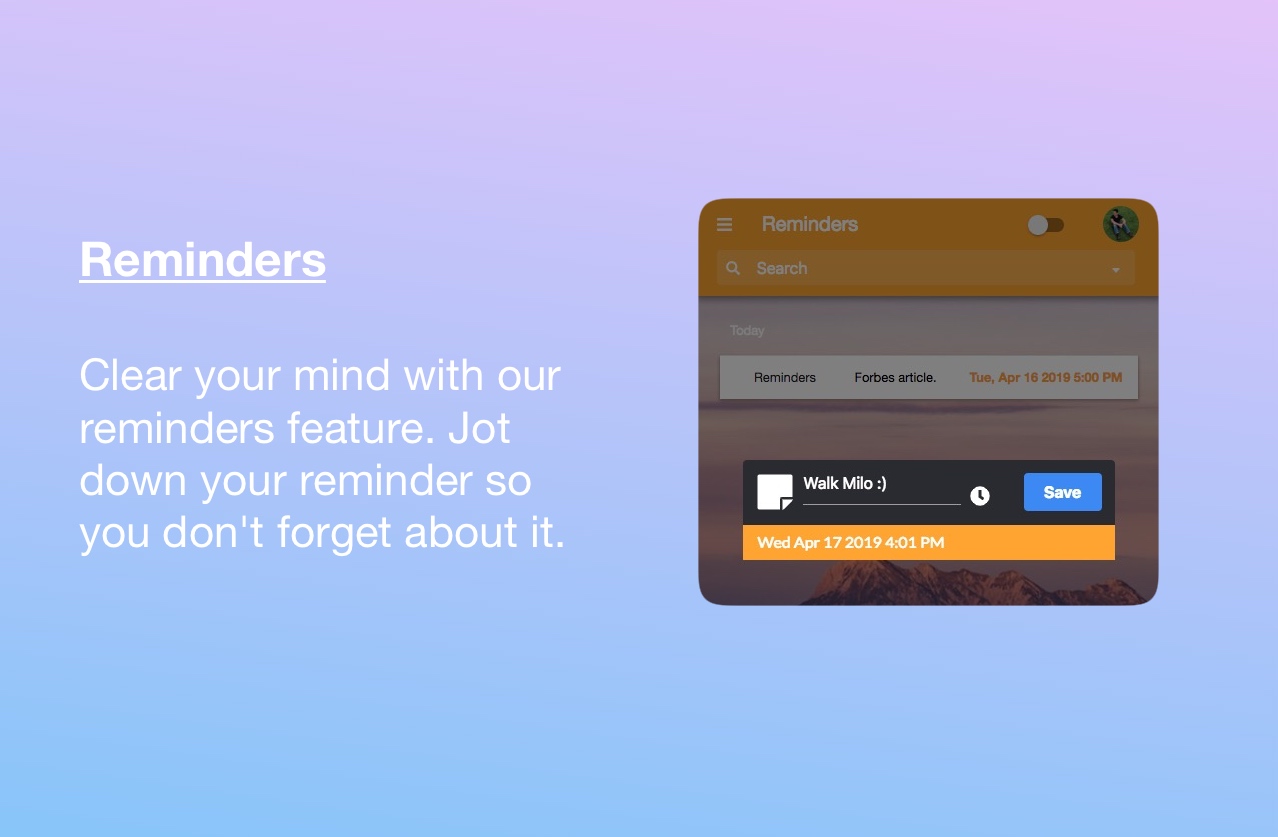 Reminders
Clear your mind with our
reminders feature. Jot
down your reminder so
you don't forget about it.
Reminders
Search
Today
Reminders Forbes article. Tue, Apr 16 2019 5:00 PM
Walk Milo :)
Save
Wed Apr 17 2019 4:01 PM